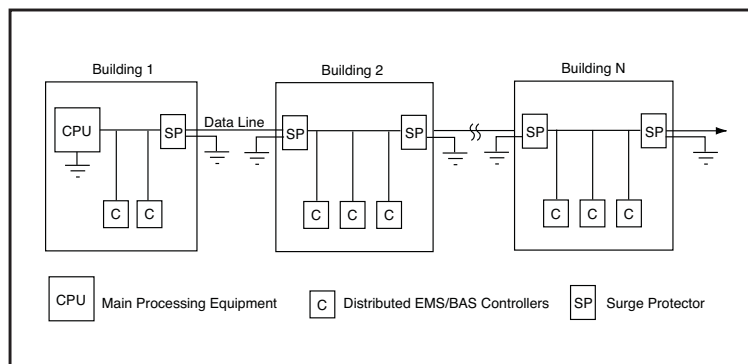 Building 1
Building 2
Building N
CPU
SP
Data Line
SP
SP
SP
SP
C
C
C
C
C
C
C
C
CPU
Main Processing Equipment
C
Distributed EMS/BAS Controllers
SP
Surge Protector